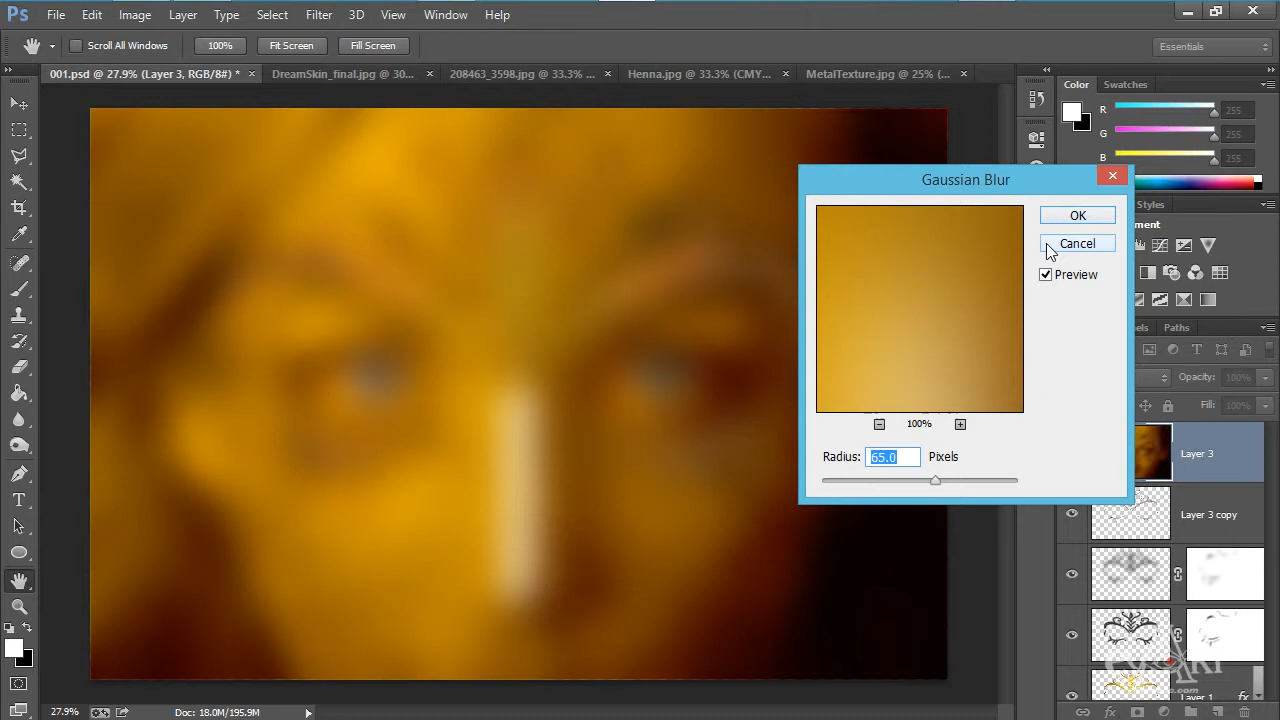 Ps File Edit Image Layer Type Select Filter 3D View Window Help
Scroll All Windows 100% Fit Screen Fill Screen Essentials
001.psd @ 27.9% (Layer 3, RGB/8#) * × DreamSkin_final.jpg @ 30... × 208463_3598.jpg @ 33.3% ... × Henna.jpg @ 33.3% (CMY... × MetalTexture.jpg @ 25% (... ×
Color Swatches
R 255
G 255
B 255
Gaussian Blur
Styles
OK
Cancel
Preview
Paths
Opacity: 100%
Fill: 100%
100%
Radius: 65.0 Pixels
Layer 3
Layer 3 copy
Layer 1 fx
27.9% Doc: 18.0M/195.9M